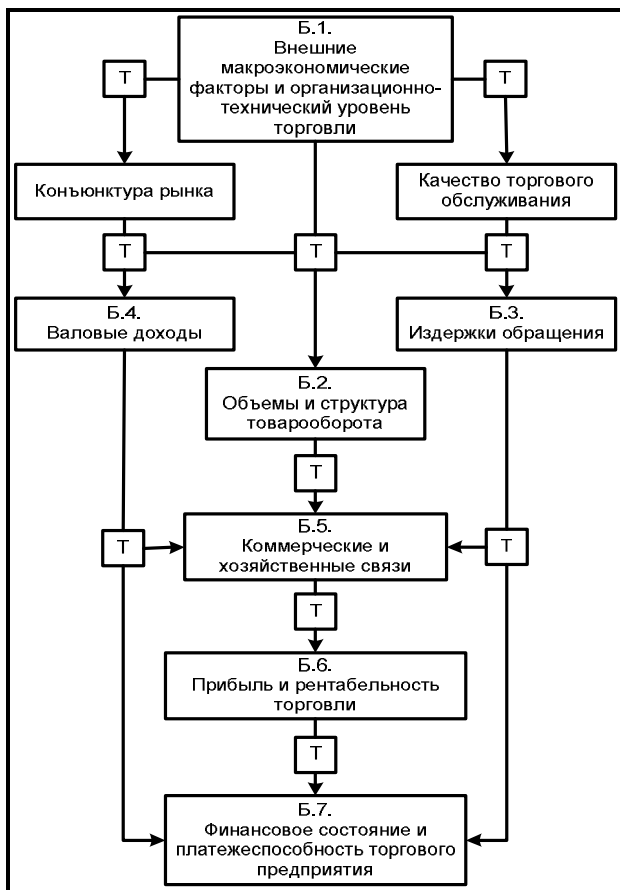 Б.1.
Внешние
макроэкономические
факторы и организационно-
технический уровень
торговли
Т
Т
Конъюнктура рынка
Качество торгового
обслуживания
Т
Т
Т
Б.4.
Валовые доходы
Б.3.
Издержки обращения
Б.2.
Объемы и структура
товарооборота
Т
Т
Б.5.
Коммерческие и
хозяйственные связи
Т
Т
Б.6.
Прибыль и рентабельность
торговли
Т
Б.7.
Финансовое состояние и
платежеспособность торгового
предприятия